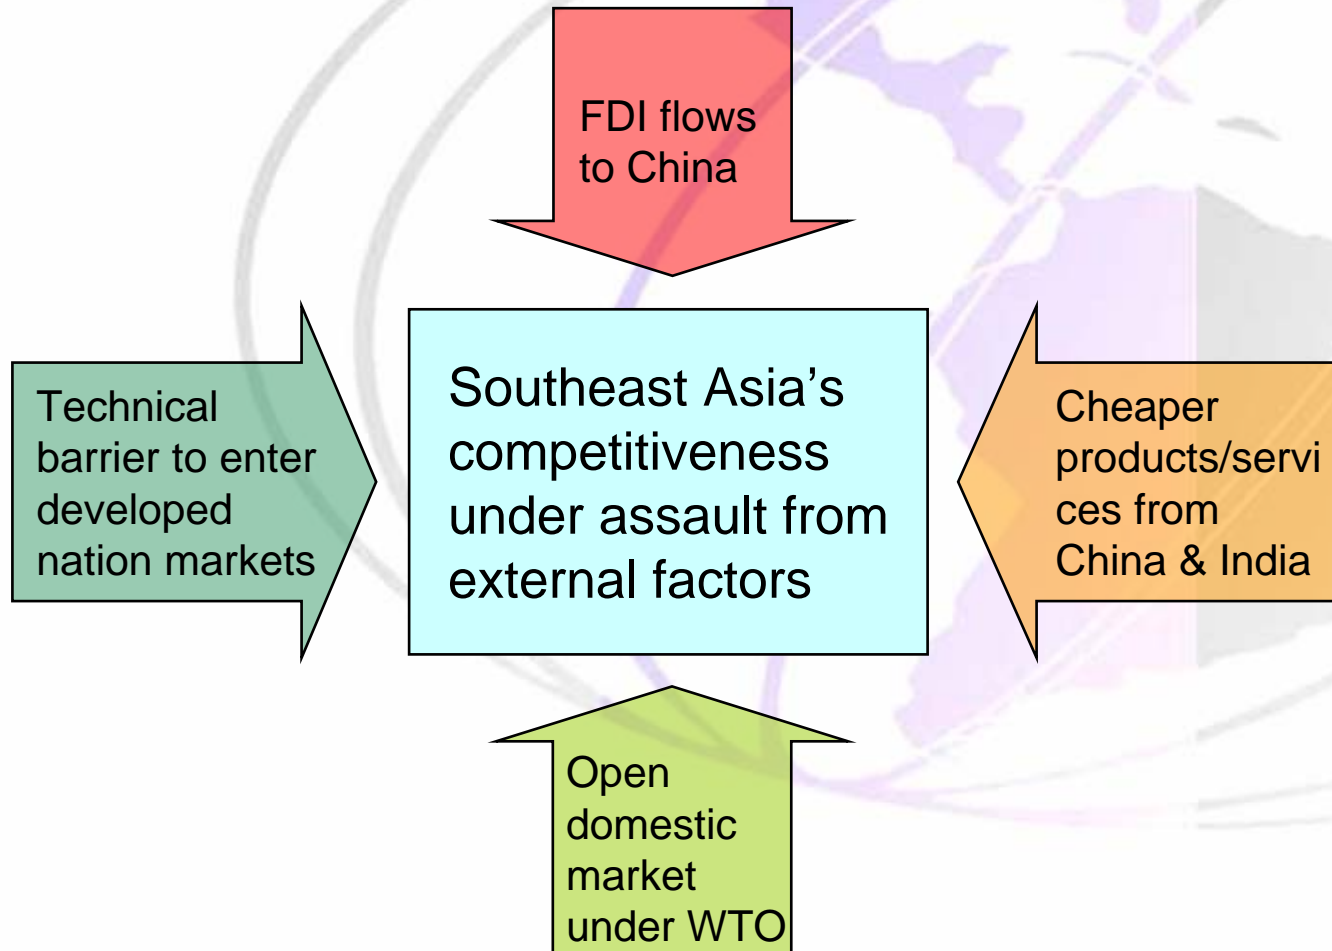 FDI flows
to China
Technical
barrier to enter
developed
nation markets
Southeast Asia’s
competitiveness
under assault from
external factors
Cheaper
products/servi
ces from
China & India
Open
domestic
market
under WTO